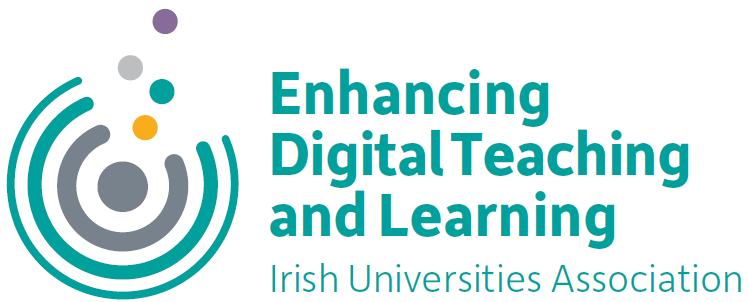 Enhancing
Digital Teaching
and Learning
Irish Universities Association